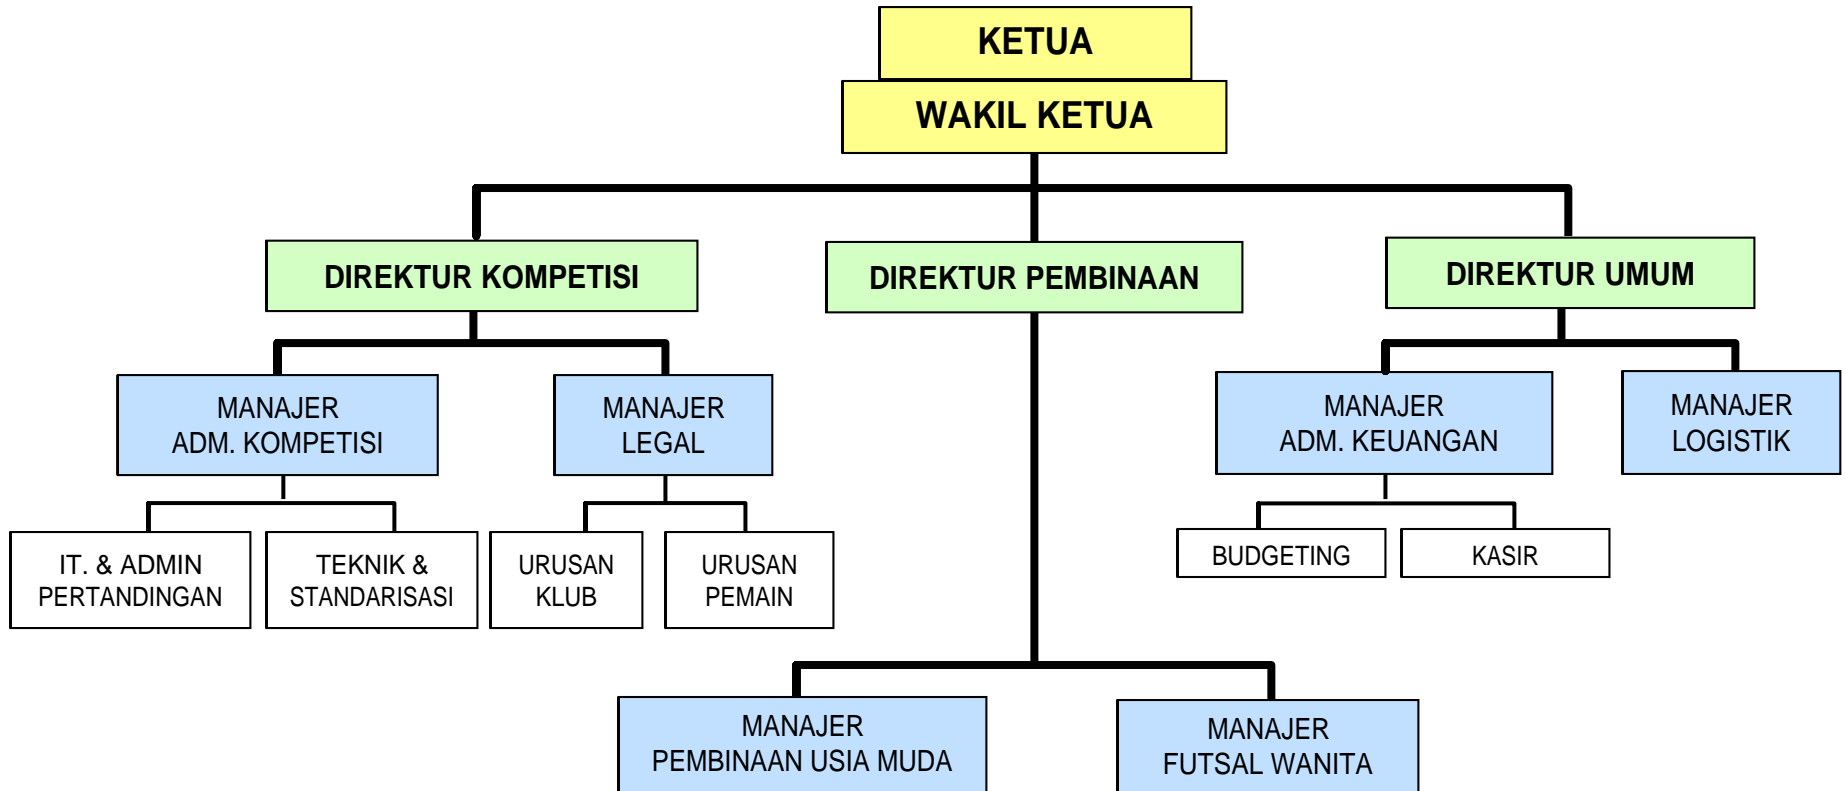 KETUA
WAKIL KETUA
DIREKTUR KOMPETISI
DIREKTUR PEMBINAAN
DIREKTUR UMUM
MANAJER
ADM. KOMPETISI
MANAJER
LEGAL
MANAJER
ADM. KEUANGAN
MANAJER
LOGISTIK
IT. & ADMIN
PERTANDINGAN
TEKNIK &
STANDARISASI
URUSAN
KLUB
URUSAN
PEMAIN
BUDGETING
KASIR
MANAJER
PEMBINAAN USIA MUDA
MANAJER
FUTSAL WANITA